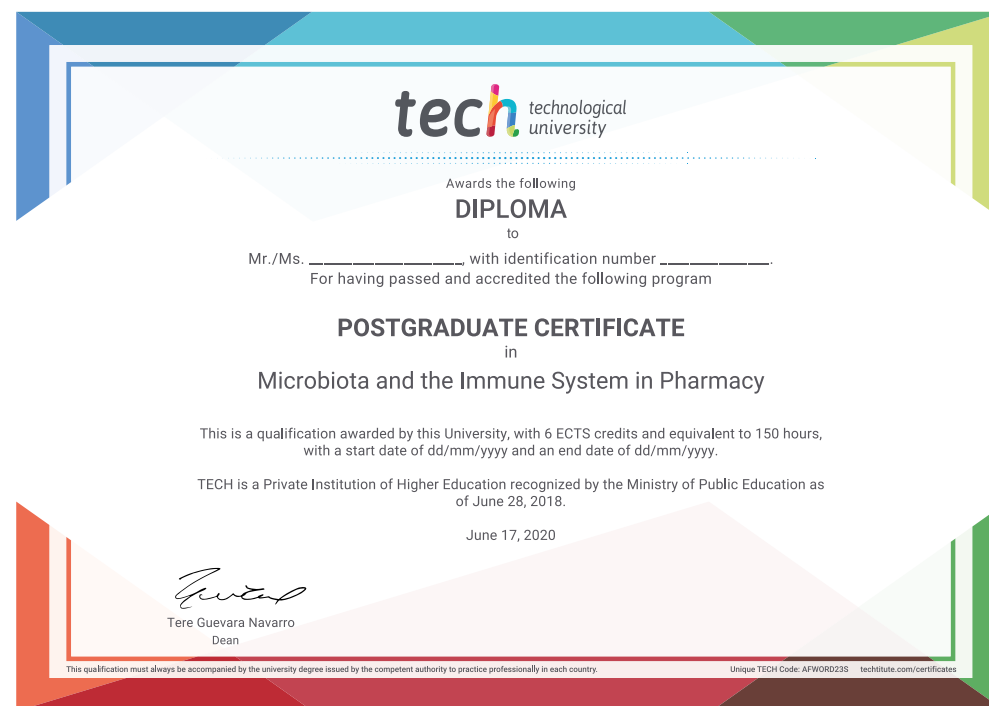 tech technological
university
Awards the following
DIPLOMA
to
Mr./Ms. ____________________, with identification number ______________.
For having passed and accredited the following program
POSTGRADUATE CERTIFICATE
in
Microbiota and the Immune System in Pharmacy
This is a qualification awarded by this University, with 6 ECTS credits and equivalent to 150 hours,
with a start date of dd/mm/yyyy and an end date of dd/mm/yyyy.
TECH is a Private Institution of Higher Education recognized by the Ministry of Public Education as
of June 28, 2018.
June 17, 2020
Tere Guevara Navarro
Dean
This qualification must always be accompanied by the university degree issued by the competent authority to practice professionally in each country.
Unique TECH Code: AFWORD23S techtitute.com/certificates